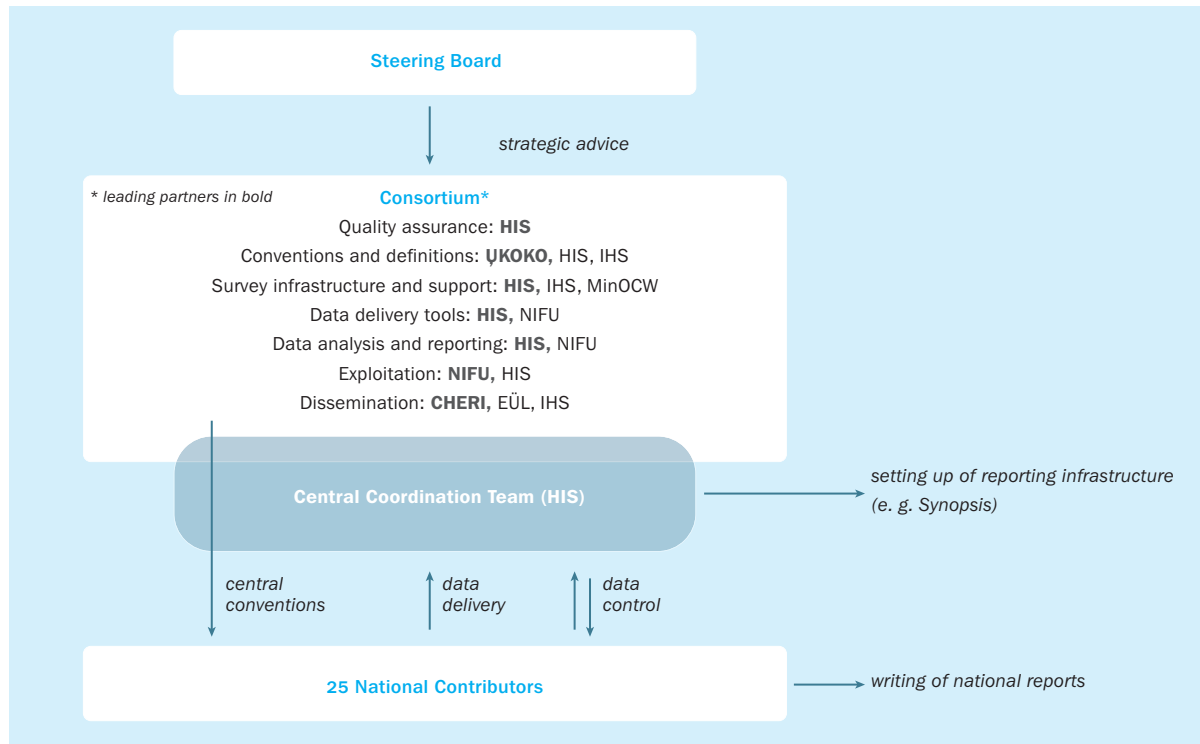 Steering Board
strategic advice
* leading partners in bold
Consortium*
Quality assurance: HIS
Conventions and definitions: ŲKOKO, HIS, IHS
Survey infrastructure and support: HIS, IHS, MinOCW
Data delivery tools: HIS, NIFU
Data analysis and reporting: HIS, NIFU
Exploitation: NIFU, HIS
Dissemination: CHERI, EÜL, IHS
Central Coordination Team (HIS)
setting up of reporting infrastructure
(e. g. Synopsis)
central
conventions
data
delivery
data
control
25 National Contributors
writing of national reports